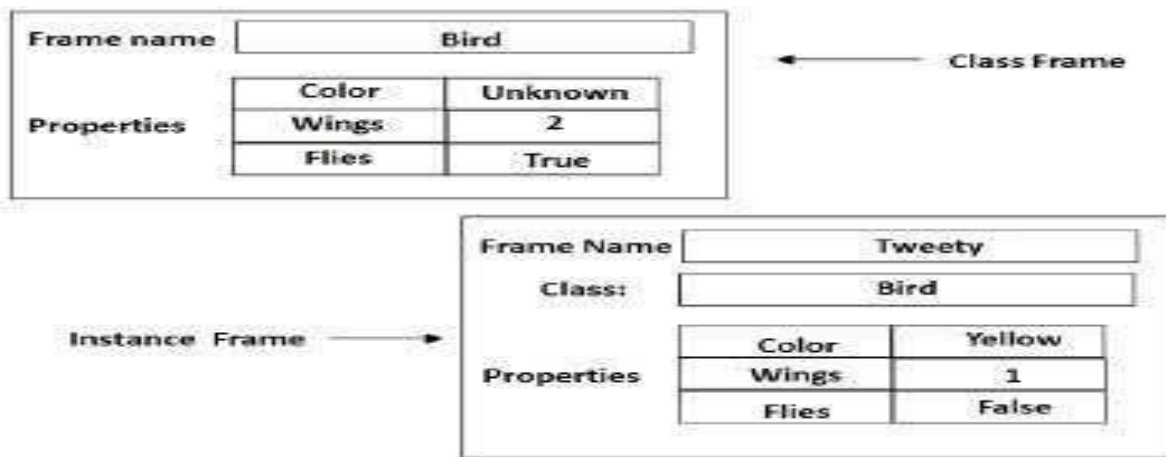 Frame name Bird
Class Frame
Color Unknown
Properties Wings 2
Flies True
Frame Name Tweety
Class: Bird
Instance Frame
Color Yellow
Properties Wings 1
Flies False